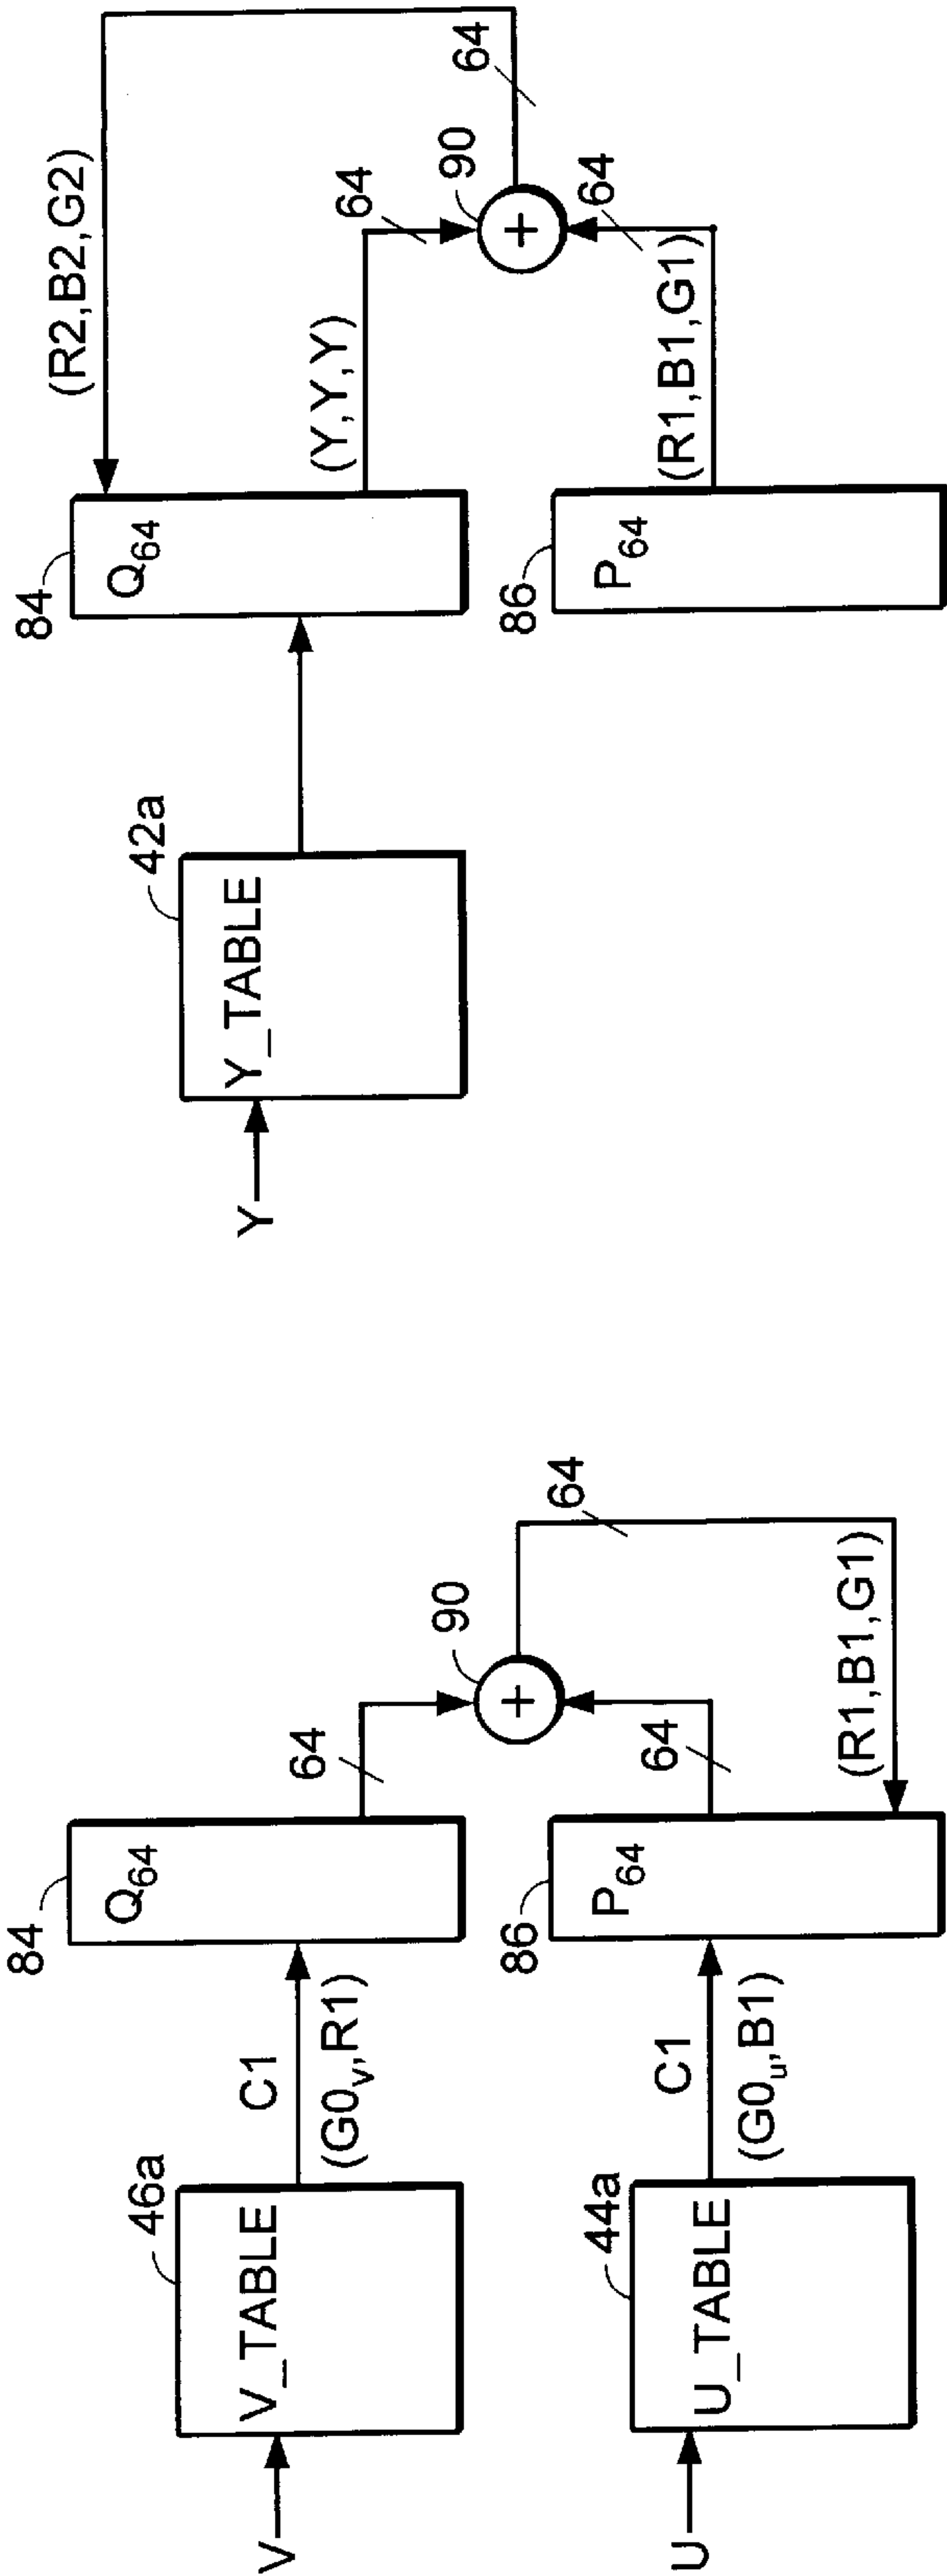 V
V_TABLE
46a
C1
(G0v,R1)
84
Q64
64
90
64
U
U_TABLE
44a
C1
(G0u,B1)
86
P64
64
(R1,B1,G1)
Y
Y_TABLE
42a
84
Q64
(R2,B2,G2)
(Y,Y,Y)
64
90
64
86
P64
(R1,B1,G1)
64